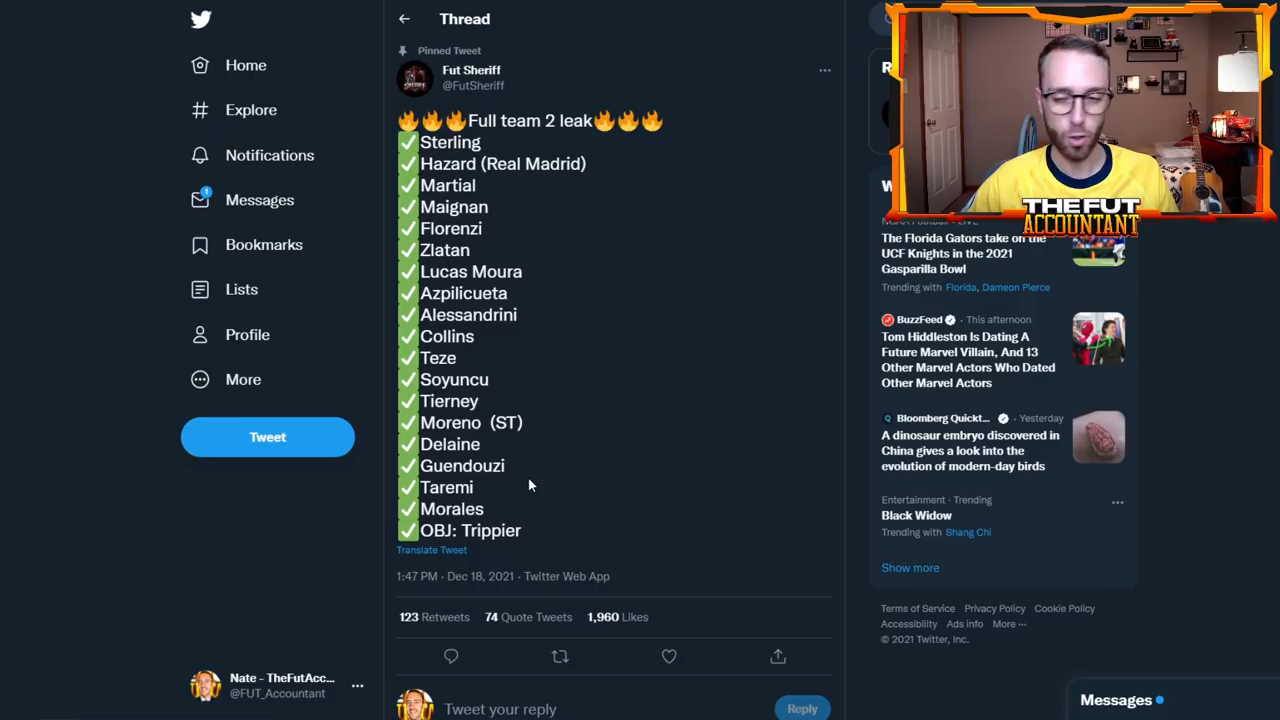 Home
Explore
Notifications
1
Messages
Bookmarks
Lists
Profile
More
Tweet
Nate - TheFutAcc...
@FUT_Accountant
Thread
Pinned Tweet
Fut Sheriff
@FutSheriff
🔥🔥🔥Full team 2 leak🔥🔥🔥
✅Sterling
✅Hazard (Real Madrid)
✅Martial
✅Maignan
✅Florenzi
✅Zlatan
✅Lucas Moura
✅Azpilicueta
✅Alessandrini
✅Collins
✅Teze
✅Soyuncu
✅Tierney
✅Moreno (ST)
✅Delaine
✅Guendouzi
✅Taremi
✅Morales
✅OBJ: Trippier
Translate Tweet
1:47 PM · Dec 18, 2021 · Twitter Web App
123 Retweets 74 Quote Tweets 1,960 Likes
Tweet your reply
Reply
THE FUT
ACCOUNTANT
The Florida Gators take on the
UCF Knights in the 2021
Gasparilla Bowl
Trending with Florida, Dameon Pierce
BuzzFeed · This afternoon
Tom Hiddleston Is Dating A
Future Marvel Villain, And 13
Other Marvel Actors Who Dated
Other Marvel Actors
Bloomberg Quickt... · Yesterday
A dinosaur embryo discovered in
China gives a look into the
evolution of modern-day birds
Entertainment · Trending
Black Widow
Trending with Shang Chi
Show more
Terms of Service Privacy Policy Cookie Policy
Accessibility Ads info More ···
© 2021 Twitter, Inc.
Messages